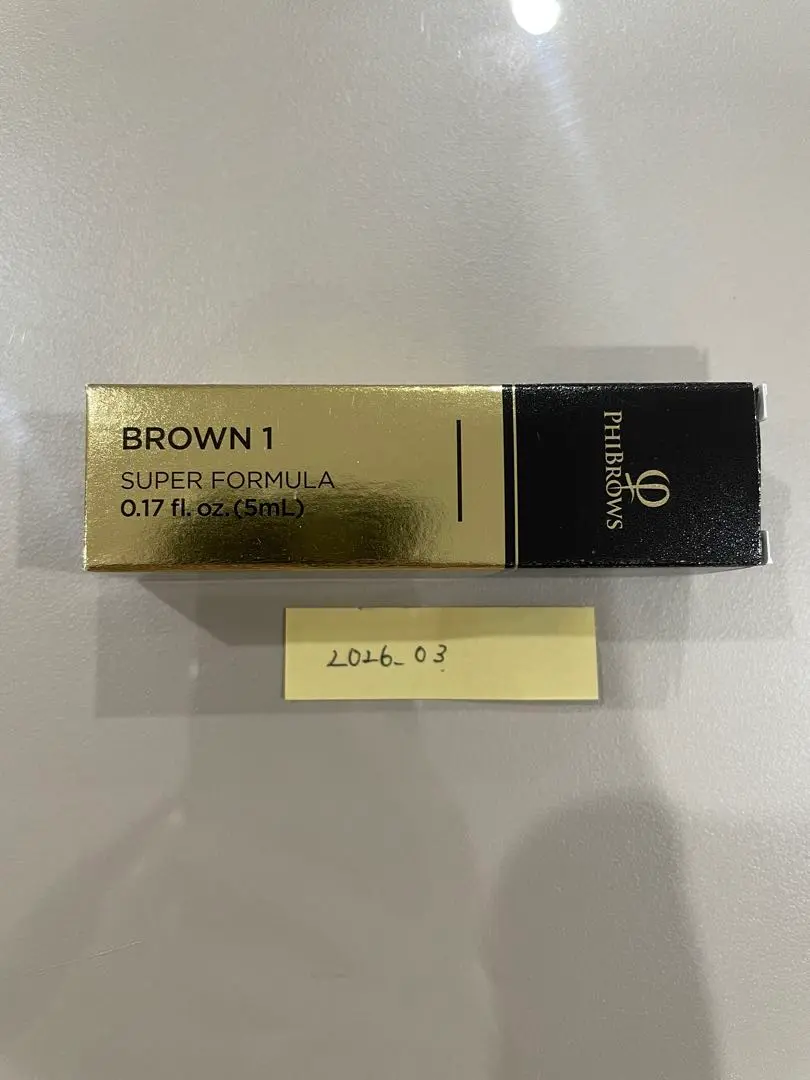 BROWN 1
SUPER FORMULA
0.17 fl. oz. (5mL)
φ
PHIBROWS
2026_03